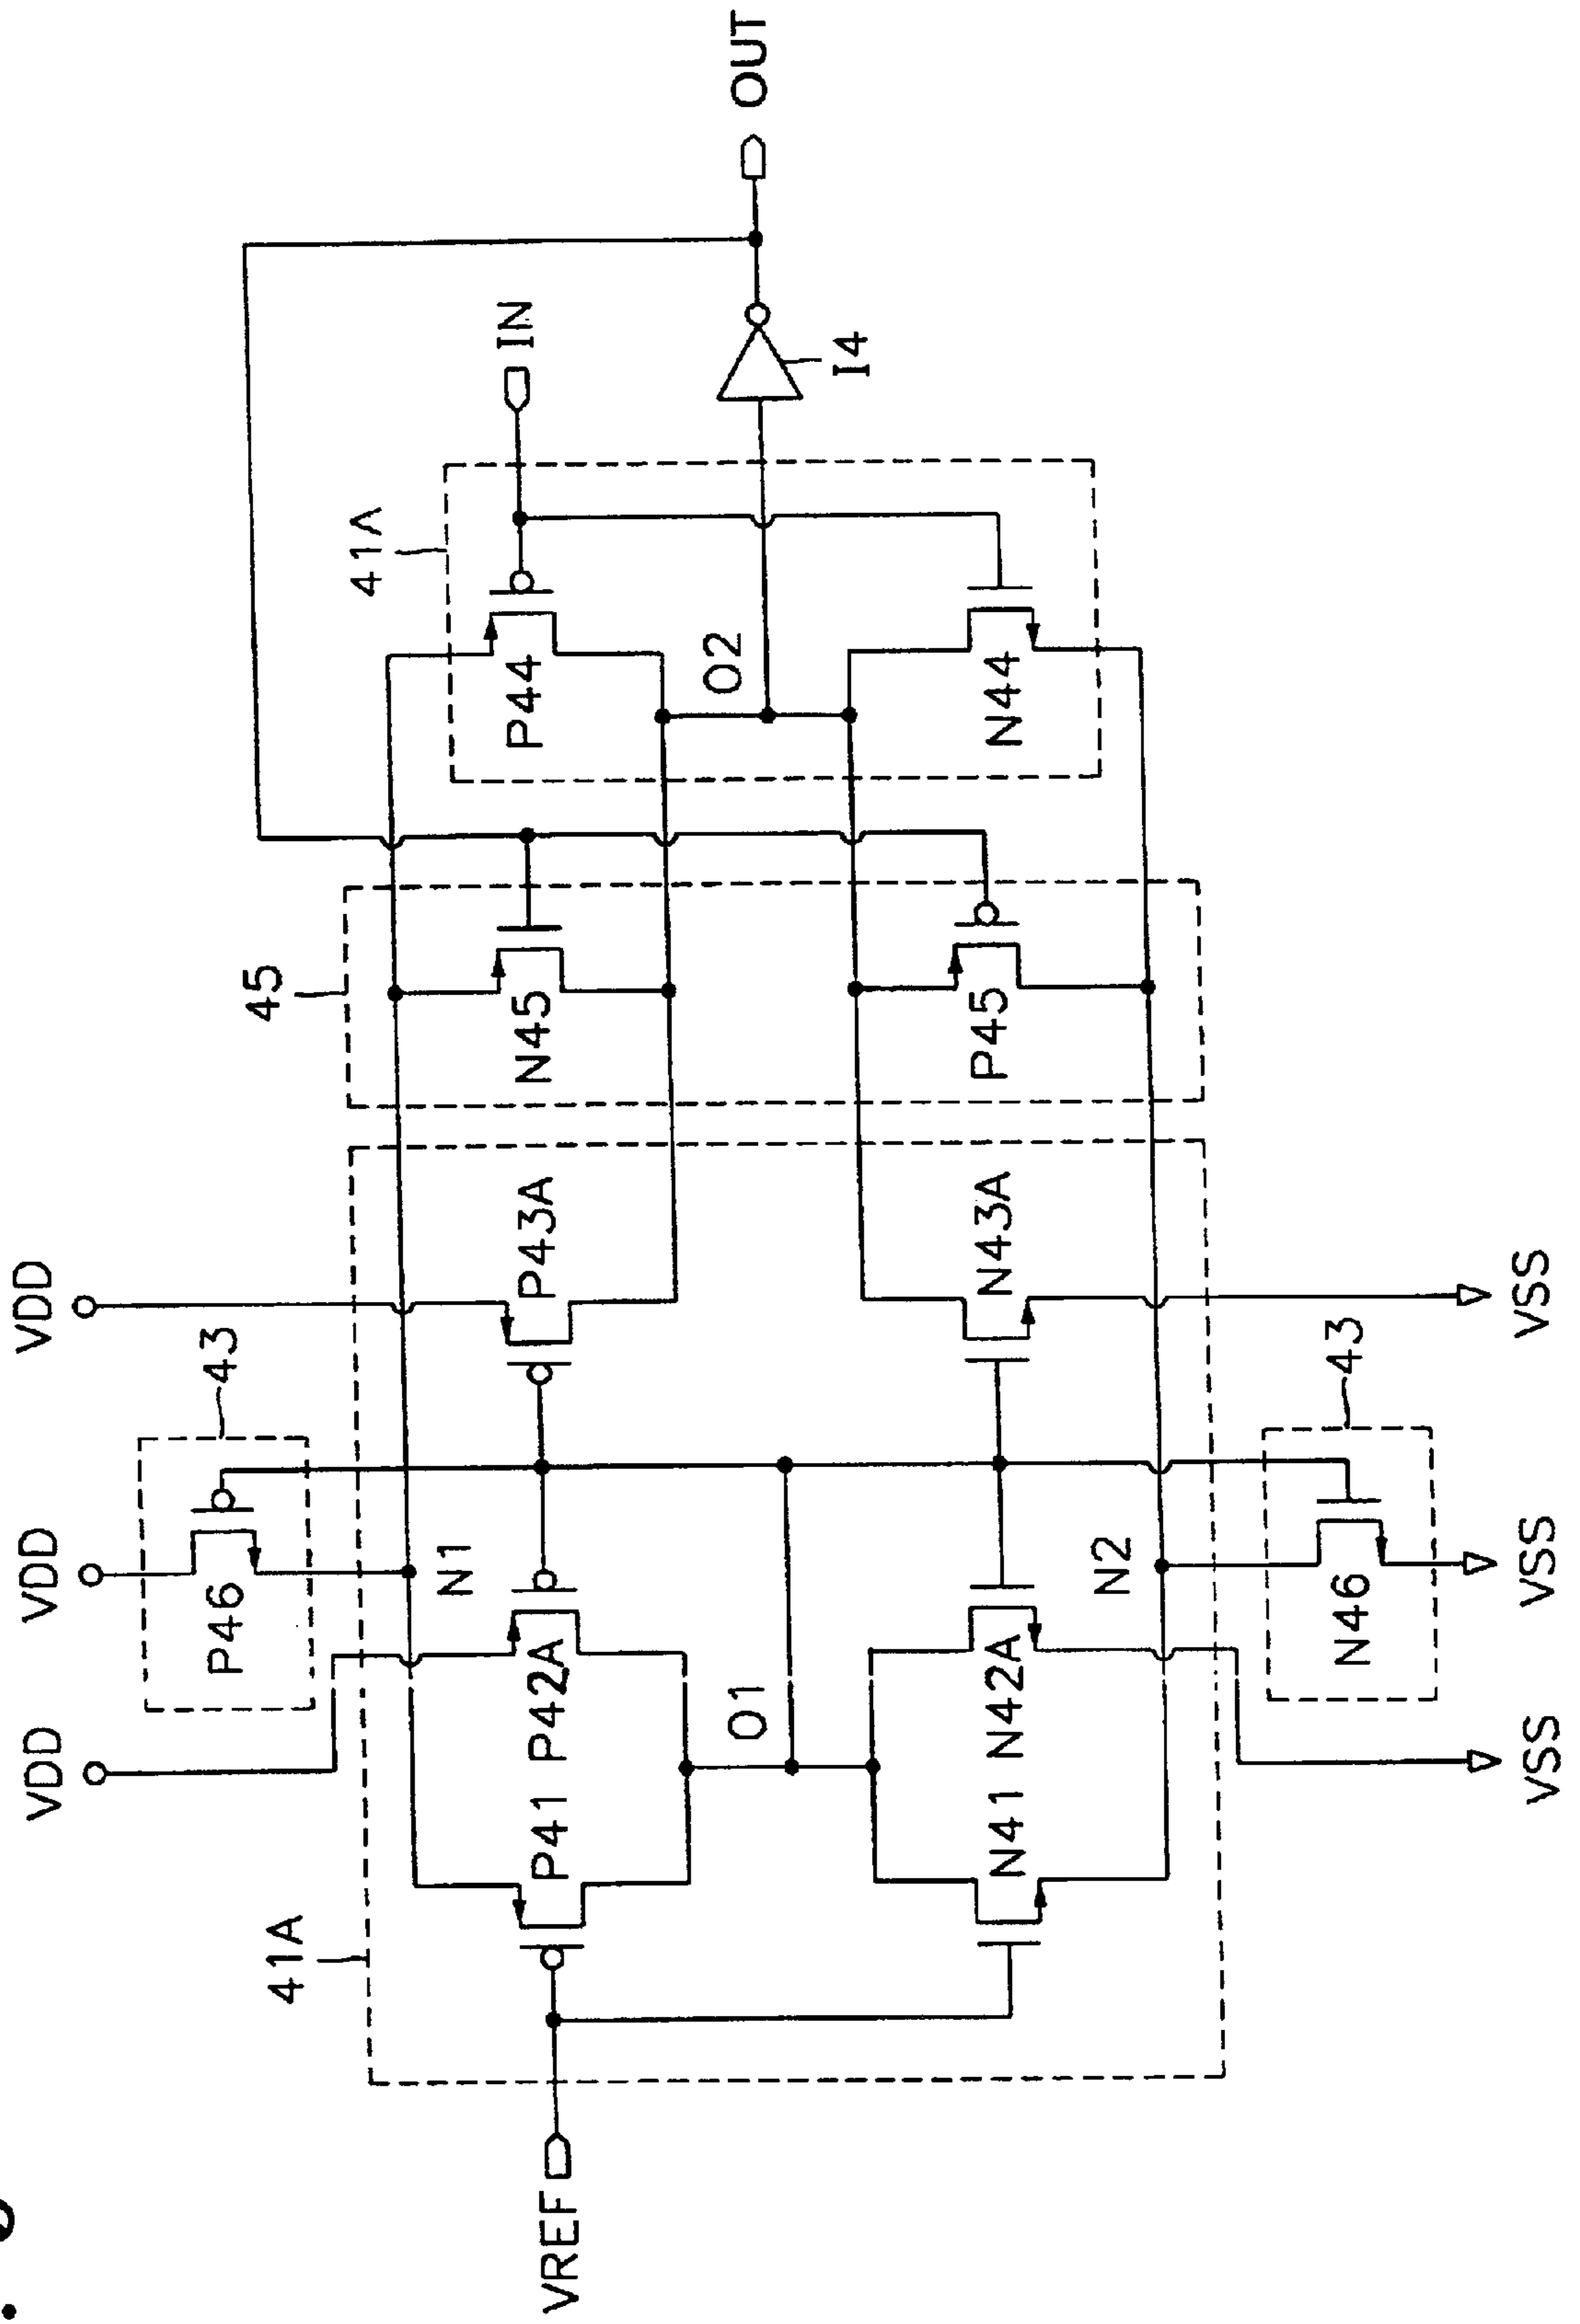 VDD VDD VDD
P46 43
41A 45
41A
N1
IN
VREF P41 P42A P43A N45 P44
O1 O2 OUT
I4
N41 N42A N43A P45 N44
N2
N46 43
VSS VSS VSS